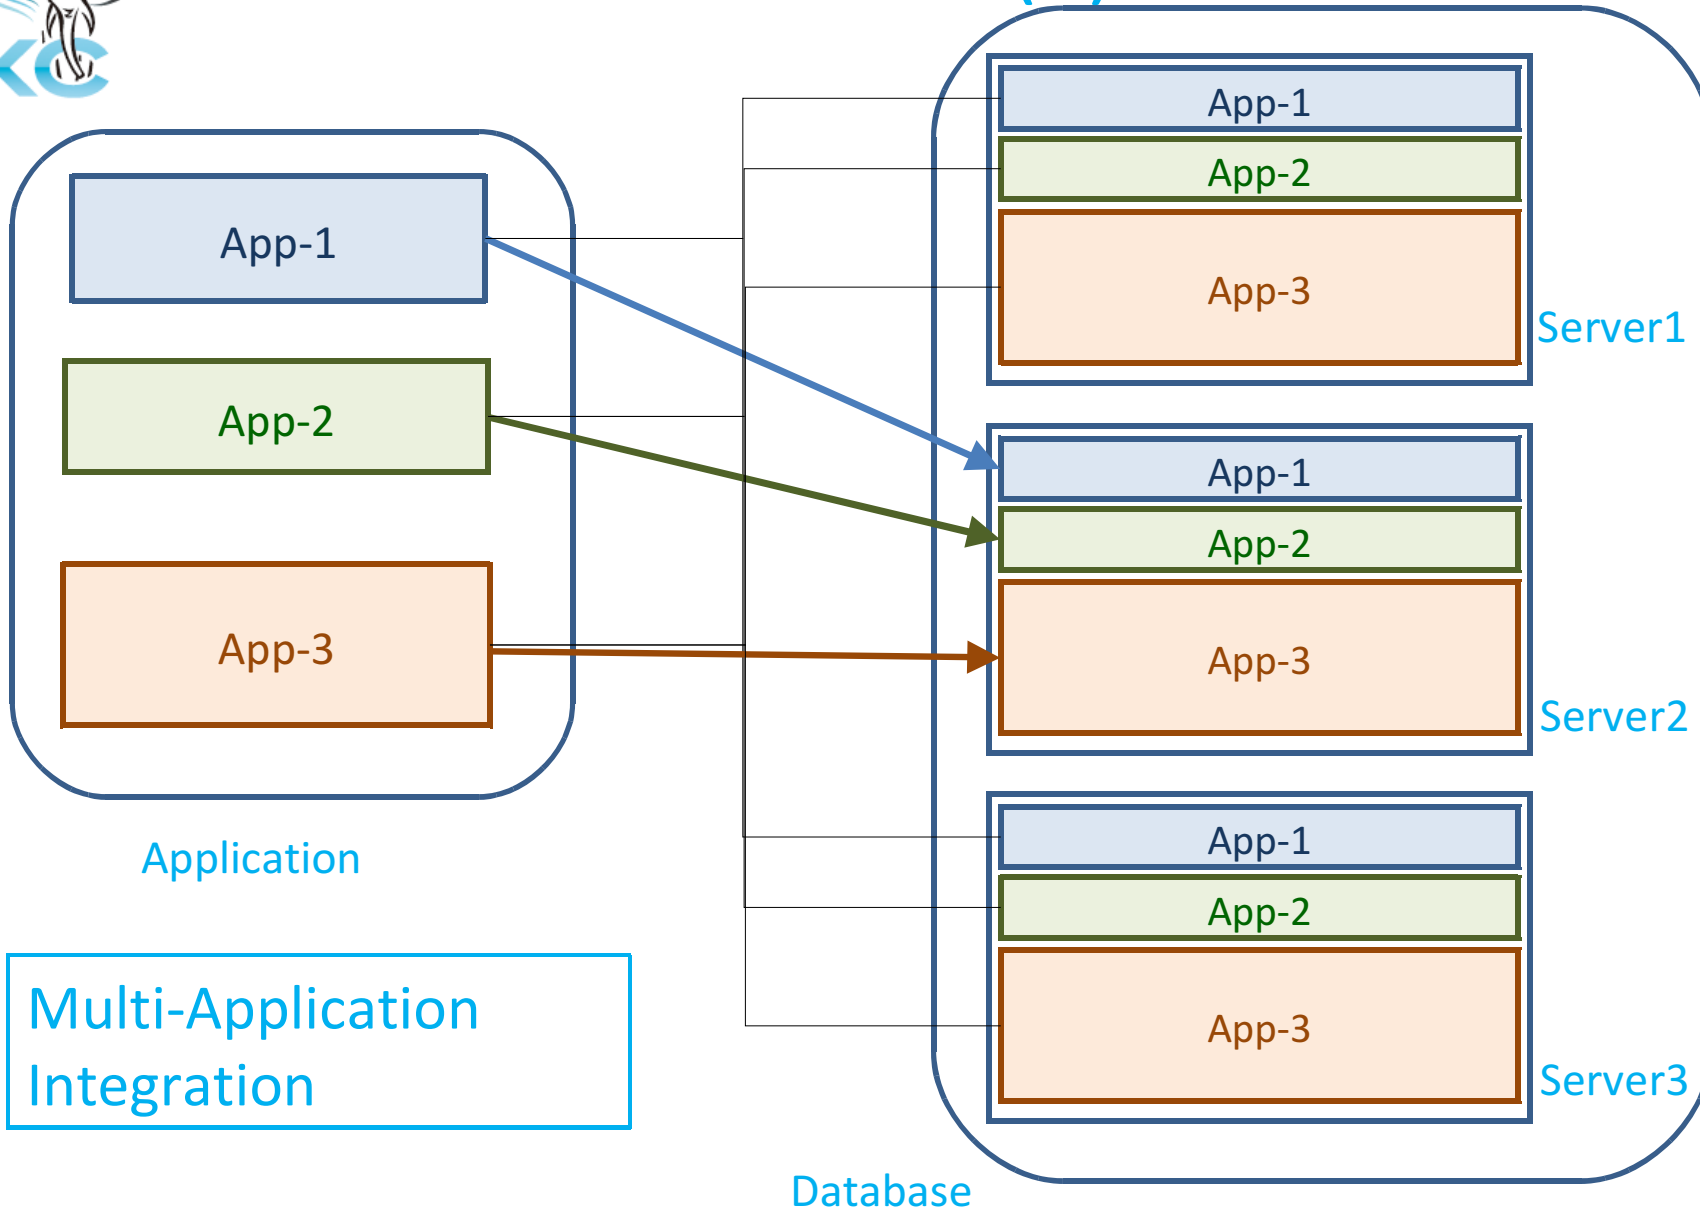 App-1
App-2
App-3
Application
Multi-Application
Integration
App-1
App-2
App-3
Server1
App-1
App-2
App-3
Server2
App-1
App-2
App-3
Server3
Database